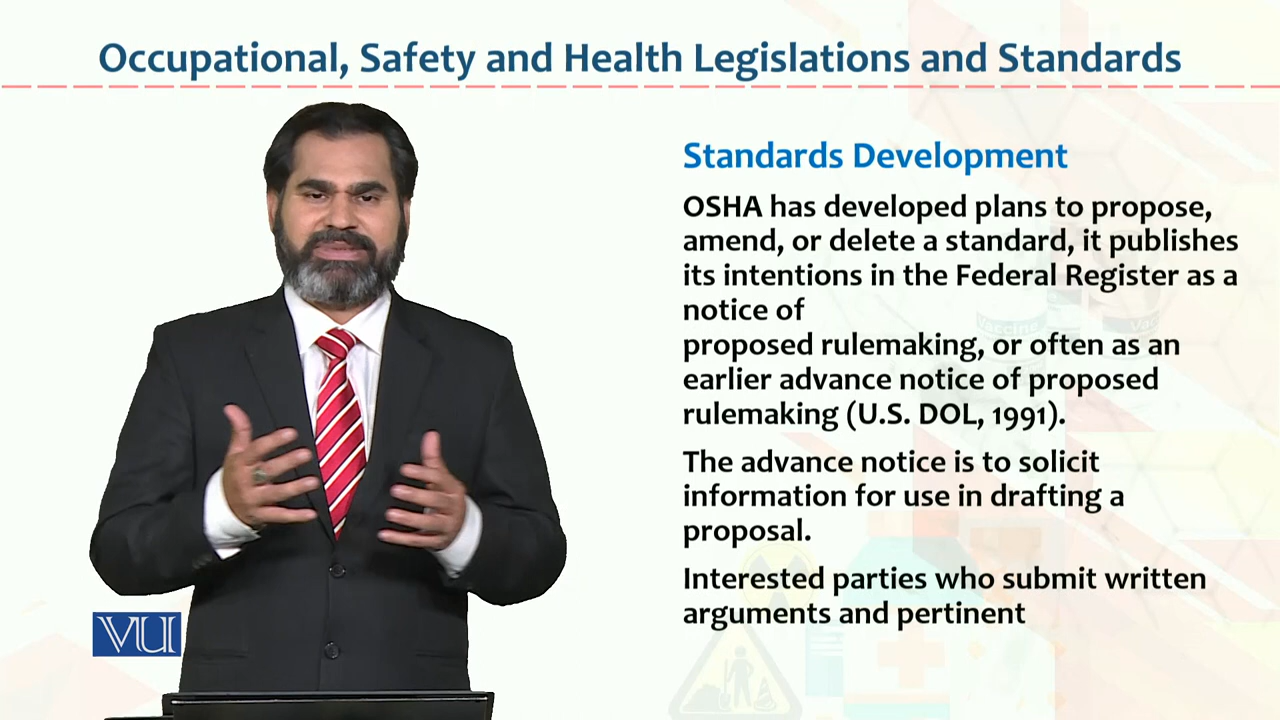 Occupational, Safety and Health Legislations and Standards
Standards Development
OSHA has developed plans to propose,
amend, or delete a standard, it publishes
its intentions in the Federal Register as a
notice of
proposed rulemaking, or often as an
earlier advance notice of proposed
rulemaking (U.S. DOL, 1991).
The advance notice is to solicit
information for use in drafting a
proposal.
Interested parties who submit written
arguments and pertinent
VU
Vaccine